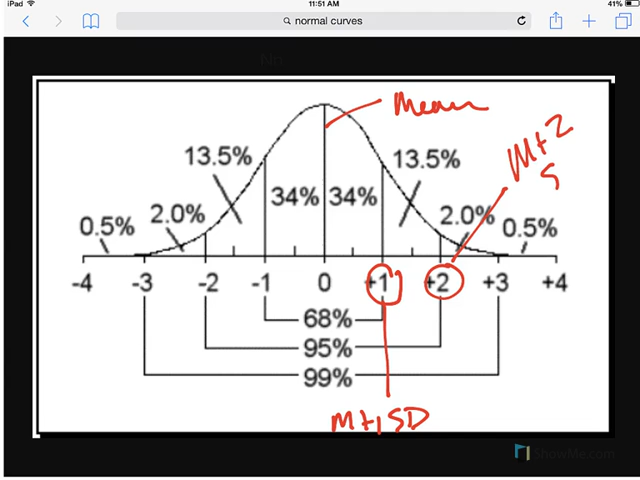 iPad 11:51 AM 41%
normal curves
No
Mean
M+2
S
13.5% 13.5%
34% 34%
2.0% 2.0%
0.5% 0.5%
-4 -3 -2 -1 0 +1 +2 +3 +4
68%
95%
99%
M+1SD
ShowMe.com